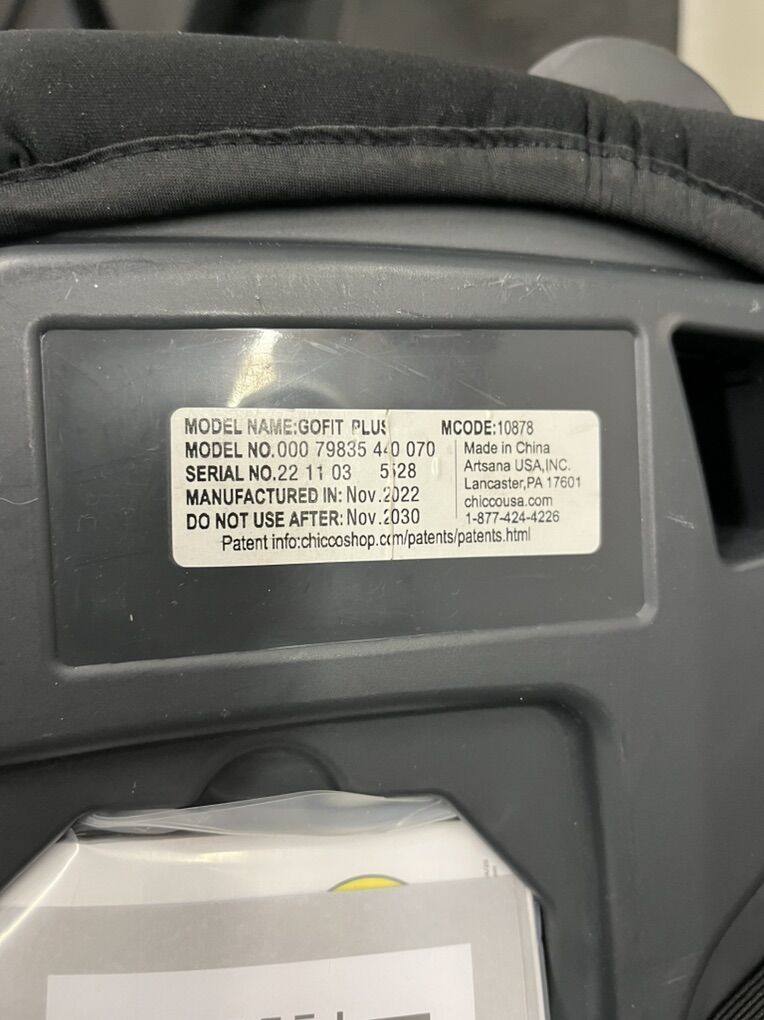 MODEL NAME:GOFIT PLUS
MODEL NO.000 79835 440 070
SERIAL NO.22 11 03 5528
MANUFACTURED IN: Nov.2022
DO NOT USE AFTER: Nov.2030
MCODE:10878
Made in China
Artsana USA,INC.
Lancaster,PA 17601
chiccousa.com
1-877-424-4226
Patent info:chiccoshop.com/patents/patents.html